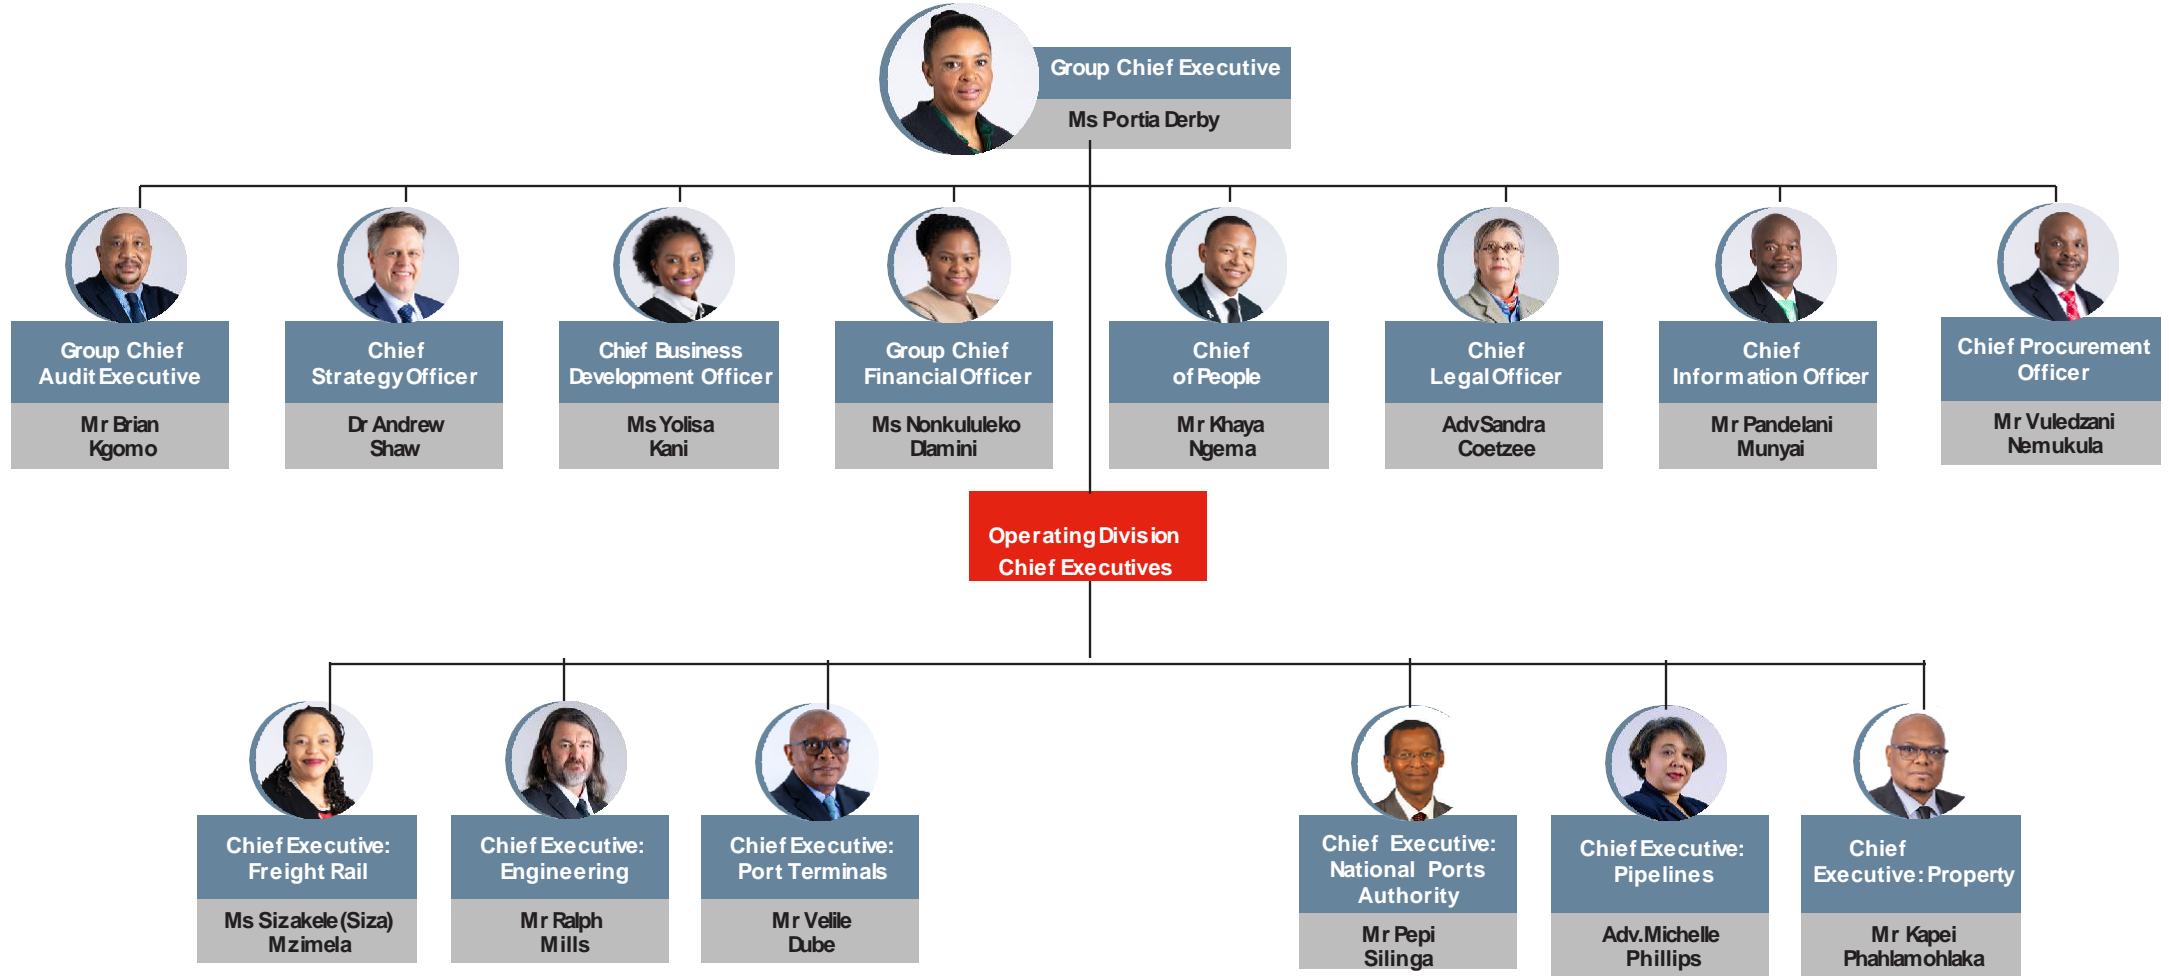 Group Chief Executive
Ms Portia Derby
Group Chief
Audit Executive
Mr Brian
Kgomo
Chief
Strategy Officer
Dr Andrew
Shaw
Chief Business
Development Officer
Ms Yolisa
Kani
Group Chief
Financial Officer
Ms Nonkululeko
Dlamini
Chief
of People
Mr Khaya
Ngema
Chief
Legal Officer
Adv Sandra
Coetzee
Chief
Information Officer
Mr Pandelani
Munyai
Chief Procurement
Officer
Mr Vuledzani
Nemukula
Operating Division
Chief Executives
Chief Executive:
Freight Rail
Ms Sizakele (Siza)
Mzimela
Chief Executive:
Engineering
Mr Ralph
Mills
Chief Executive:
Port Terminals
Mr Velile
Dube
Chief Executive:
National Ports
Authority
Mr Pepi
Silinga
Chief Executive:
Pipelines
Adv. Michelle
Phillips
Chief
Executive: Property
Mr Kapei
Phahlamohlaka